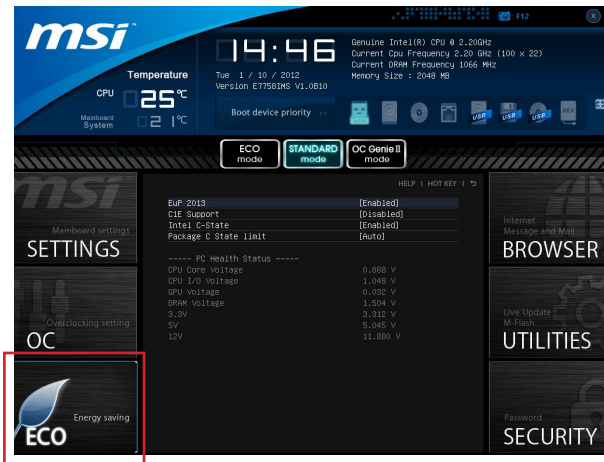 msi
F12
X
14:46
Temperature
Tue 1 / 10 / 2012
Version E7758IMS V1.0B10
CPU 25°C
Mainboard
System 21°C
Genuine Intel(R) CPU @ 2.20GHz
Current Cpu Frequency 2.20 GHz (100 x 22)
Current DRAM Frequency 1066 MHz
Memory Size : 2048 MB
Boot device priority
USB
USB
USB
BEV
ECO
mode
STANDARD
mode
OC Genie II
mode
HELP | HOT KEY |
msi
Mainboard settings
SETTINGS
Overclocking setting
OC
Energy saving
ECO
EuP 2013 [Enabled]
C1E Support [Disabled]
Intel C-State [Enabled]
Package C State limit [Auto]
----- PC Health Status -----
CPU Core Voltage 0.888 V
CPU I/O Voltage 1.048 V
GPU Voltage 0.032 V
DRAM Voltage 1.504 V
3.3V 3.312 V
5V 5.045 V
12V 11.880 V
Internet
Message and Mail
BROWSER
Live Update
M-Flash
UTILITIES
Password
SECURITY